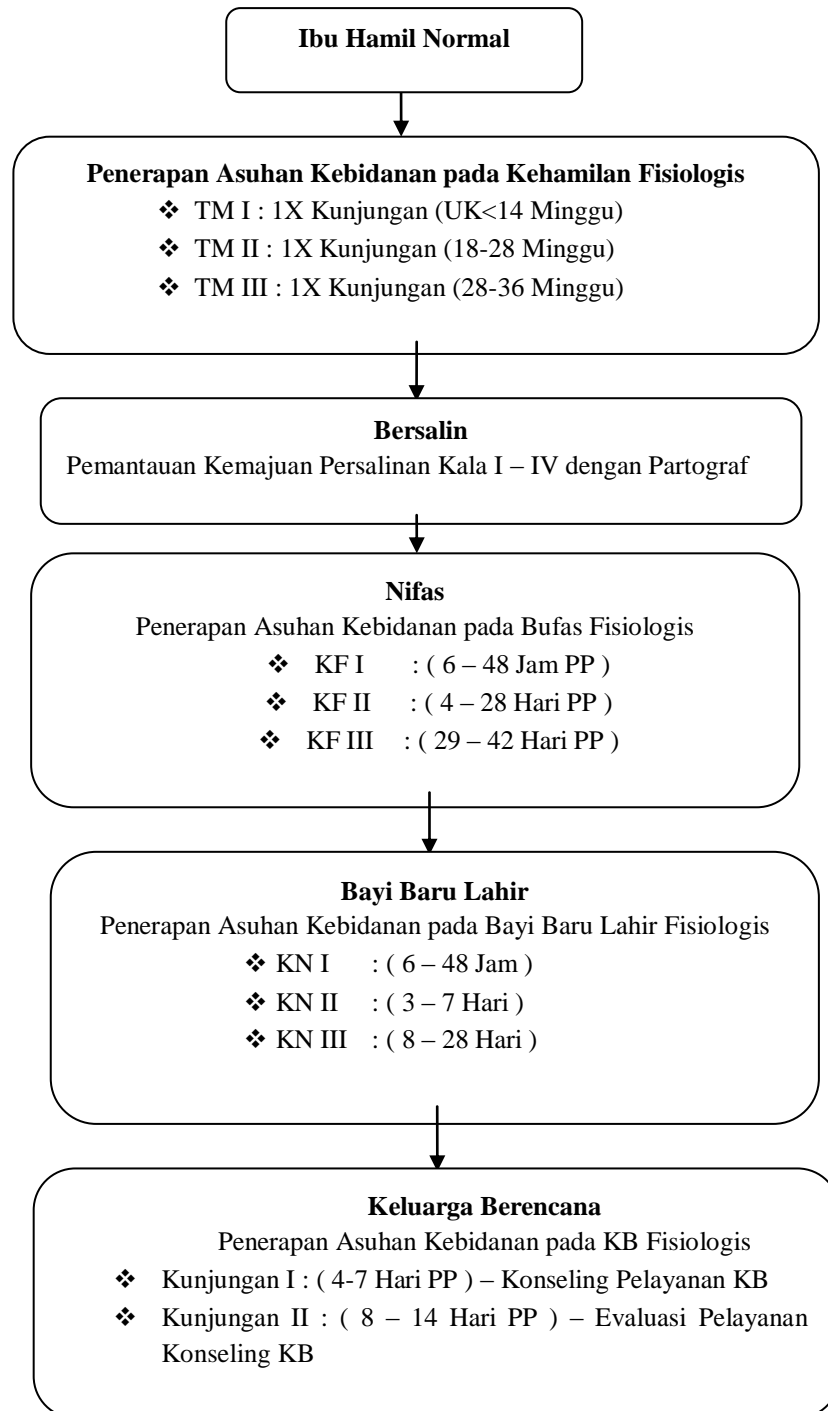 Ibu Hamil Normal
Penerapan Asuhan Kebidanan pada Kehamilan Fisiologis
❖ TM I : 1X Kunjungan (UK<14 Minggu)
❖ TM II : 1X Kunjungan (18-28 Minggu)
❖ TM III : 1X Kunjungan (28-36 Minggu)
Bersalin
Pemantauan Kemajuan Persalinan Kala I – IV dengan Partograf
Nifas
Penerapan Asuhan Kebidanan pada Bufas Fisiologis
❖ KF I : ( 6 – 48 Jam PP )
❖ KF II : ( 4 – 28 Hari PP )
❖ KF III : ( 29 – 42 Hari PP )
Bayi Baru Lahir
Penerapan Asuhan Kebidanan pada Bayi Baru Lahir Fisiologis
❖ KN I : ( 6 – 48 Jam )
❖ KN II : ( 3 – 7 Hari )
❖ KN III : ( 8 – 28 Hari )
Keluarga Berencana
Penerapan Asuhan Kebidanan pada KB Fisiologis
❖ Kunjungan I : ( 4-7 Hari PP ) – Konseling Pelayanan KB
❖ Kunjungan II : ( 8 – 14 Hari PP ) – Evaluasi Pelayanan
Konseling KB